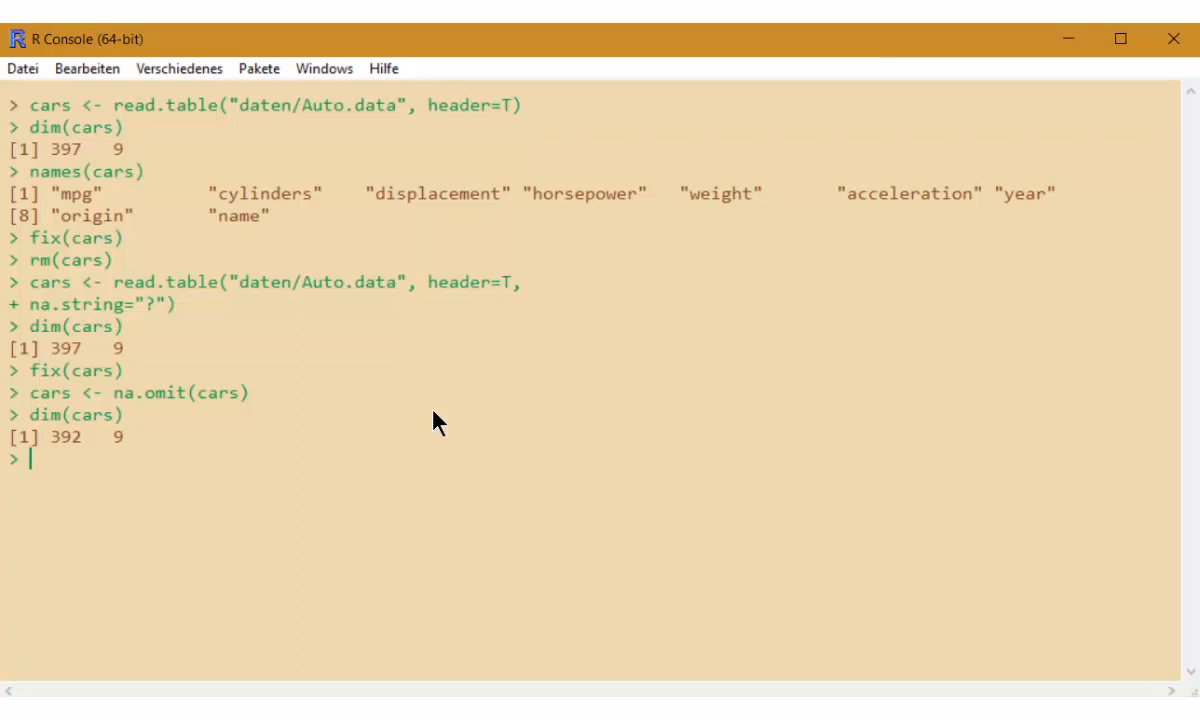 R Console (64-bit)
Datei Bearbeiten Verschiedenes Pakete Windows Hilfe
> cars <- read.table("daten/Auto.data", header=T)
> dim(cars)
[1] 397   9
> names(cars)
[1] "mpg"          "cylinders"    "displacement" "horsepower"   "weight"       "acceleration" "year"
[8] "origin"       "name"
> fix(cars)
> rm(cars)
> cars <- read.table("daten/Auto.data", header=T,
+ na.string="?")
> dim(cars)
[1] 397   9
> fix(cars)
> cars <- na.omit(cars)
> dim(cars)
[1] 392   9
>